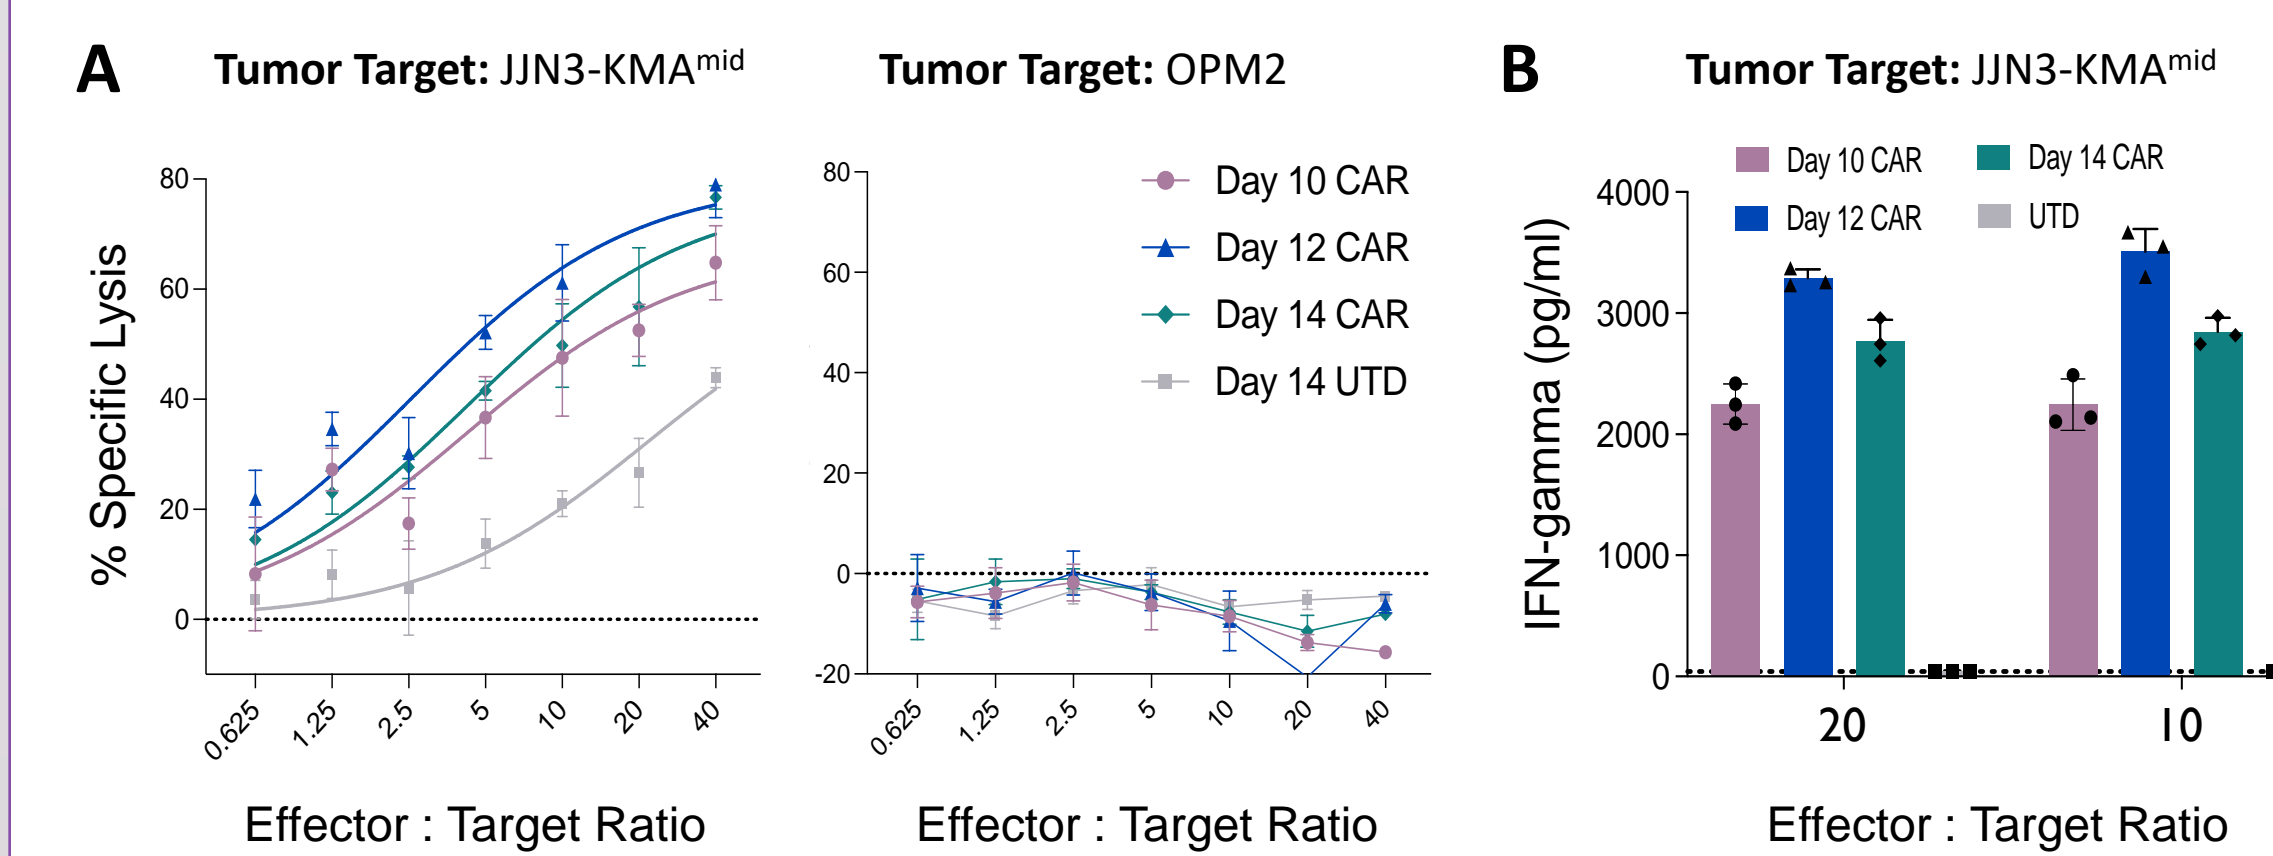 A
Tumor Target: JJN3-KMAmid
% Specific Lysis
80
60
40
20
0
0.625
1.25
2.5
5
10
20
40
Effector : Target Ratio
Tumor Target: OPM2
80
60
40
20
0
-20
Day 10 CAR
Day 12 CAR
Day 14 CAR
Day 14 UTD
0.625
1.25
2.5
5
10
20
40
Effector : Target Ratio
B
Tumor Target: JJN3-KMAmid
Day 10 CAR
Day 14 CAR
Day 12 CAR
UTD
IFN-gamma (pg/ml)
4000
3000
2000
1000
0
20
10
Effector : Target Ratio